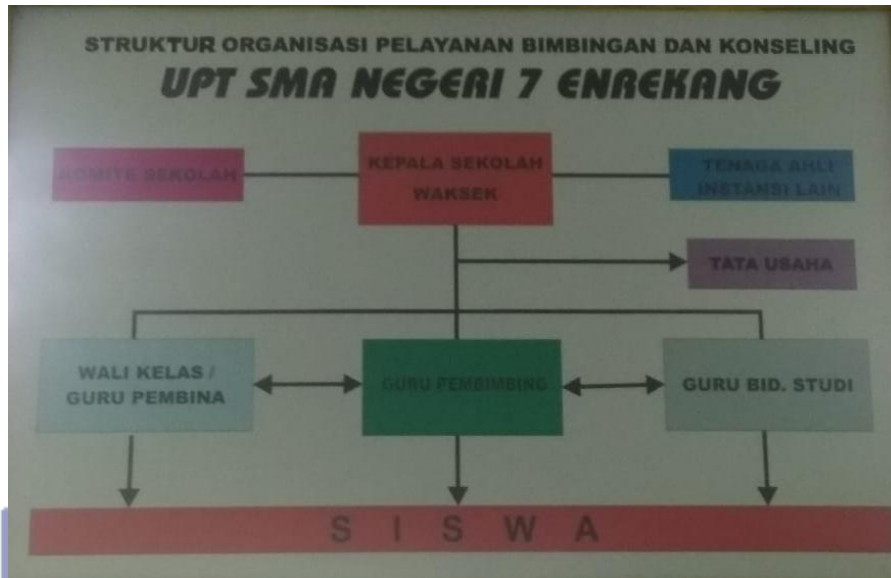 STRUKTUR ORGANISASI PELAYANAN BIMBINGAN DAN KONSELING
UPT SMA NEGERI 7 ENREKANG
KOMITE SEKOLAH
KEPALA SEKOLAH
WAKSEK
TENAGA AHLI
INSTANSI LAIN
TATA USAHA
WALI KELAS /
GURU PEMBINA
GURU PEMBIMBING
GURU BID. STUDI
S I S W A